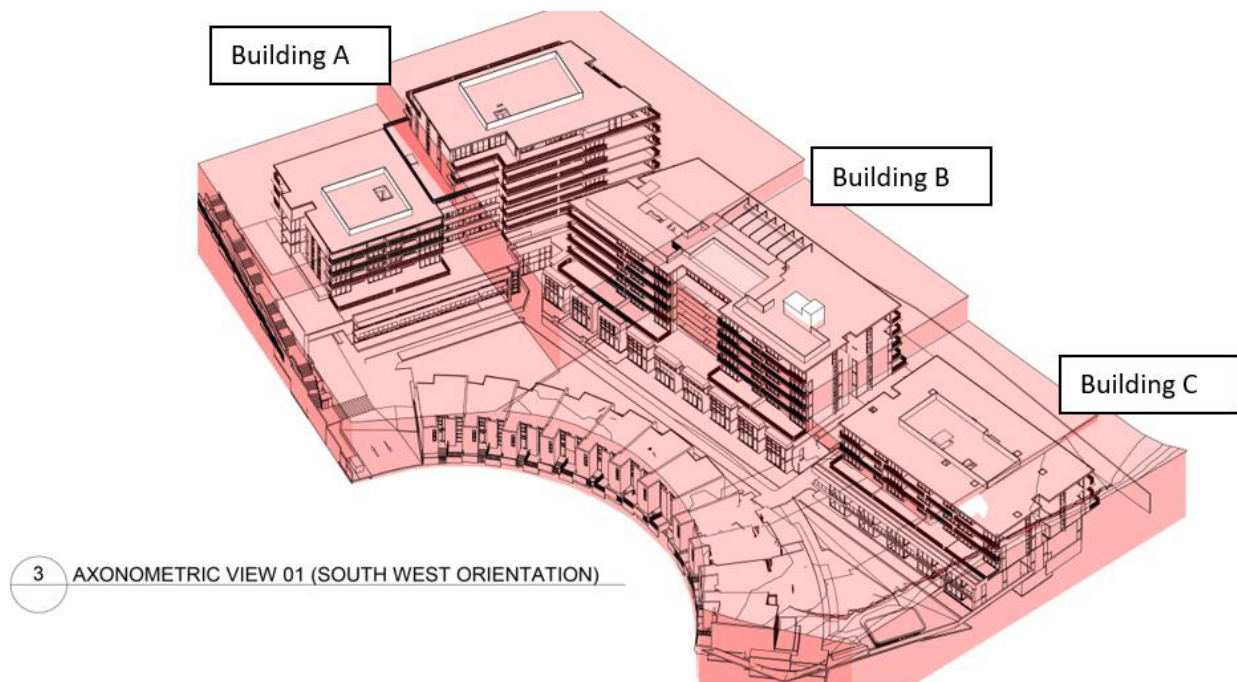 Building A
Building B
Building C
3 AXONOMETRIC VIEW 01 (SOUTH WEST ORIENTATION)